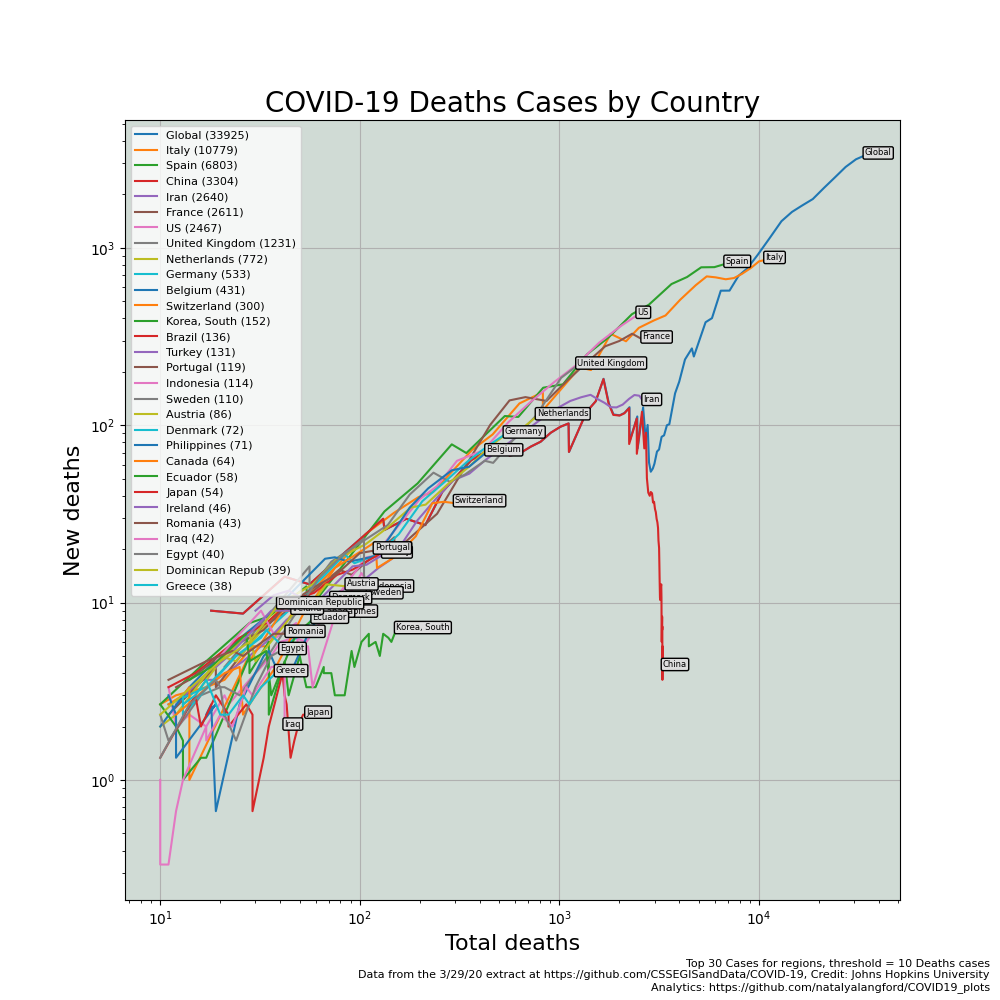 COVID-19 Deaths Cases by Country
Global (33925)
Italy (10779)
Spain (6803)
China (3304)
Iran (2640)
France (2611)
US (2467)
United Kingdom (1231)
Netherlands (772)
Germany (533)
Belgium (431)
Switzerland (300)
Korea, South (152)
Brazil (136)
Turkey (131)
Portugal (119)
Indonesia (114)
Sweden (110)
Austria (86)
Denmark (72)
Philippines (71)
Canada (64)
Ecuador (58)
Japan (54)
Ireland (46)
Romania (43)
Iraq (42)
Egypt (40)
Dominican Repub (39)
Greece (38)
Global
Italy
Spain
US
France
United Kingdom
Iran
Netherlands
Germany
Belgium
Switzerland
Portugal
Austria
Dominican Republic
Ecuador
Korea, South
Romania
Egypt
China
Greece
Japan
Iraq
New deaths
10³
10²
10¹
10⁰
10¹
10²
10³
10⁴
Total deaths
Top 30 Cases for regions, threshold = 10 Deaths cases
Data from the 3/29/20 extract at https://github.com/CSSEGISandData/COVID-19, Credit: Johns Hopkins University
Analytics: https://github.com/natalyalangford/COVID19_plots